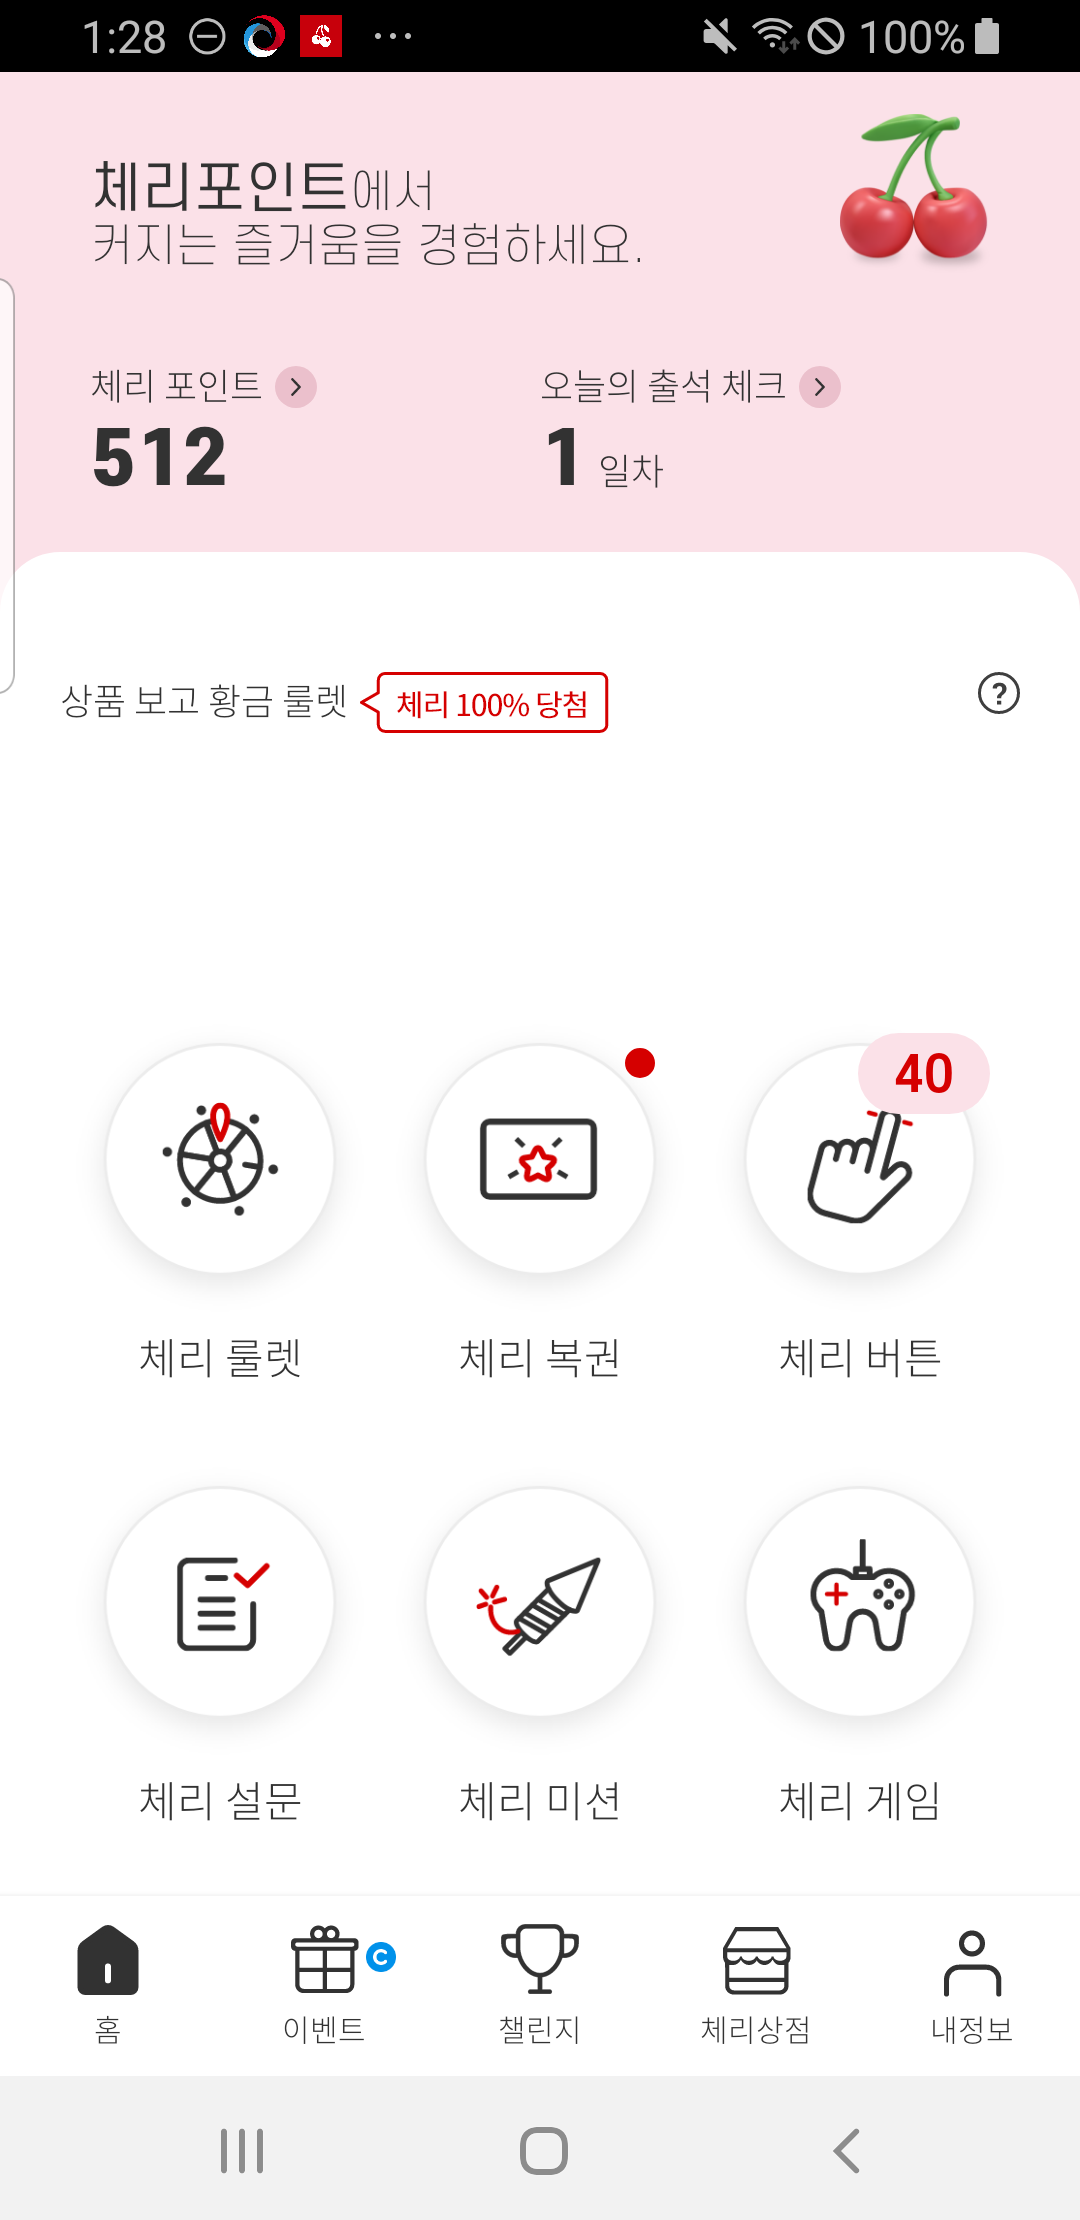 1:28 100%
체리포인트에서
커지는 즐거움을 경험하세요.
체리 포인트 오늘의 출석 체크
512 1 일차
상품 보고 황금 룰렛 체리 100% 당첨 ?
40
체리 룰렛 체리 복권 체리 버튼
체리 설문 체리 미션 체리 게임
C
홈 이벤트 챌린지 체리상점 내정보